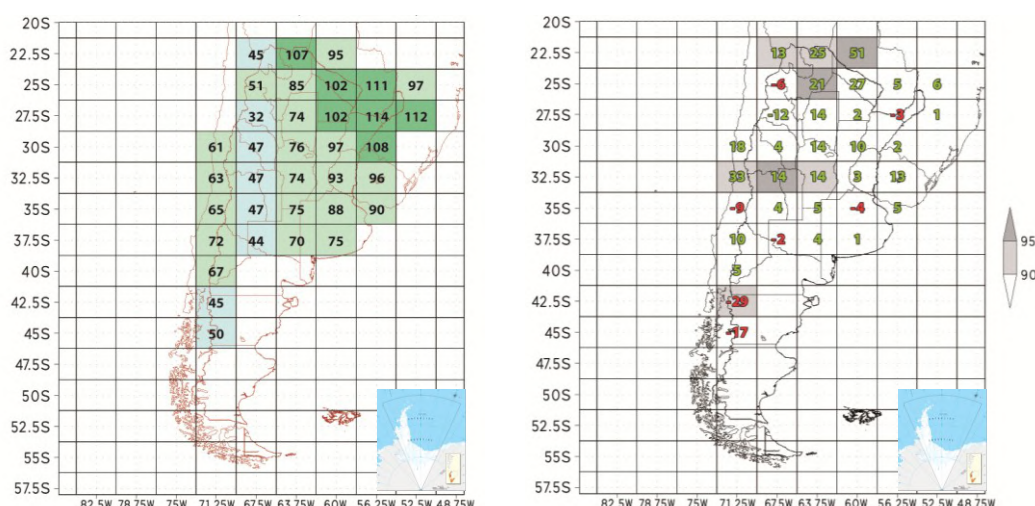 20S
22.5S 45 107 95
25S 51 85 102 111 97
27.5S 32 74 102 114 112
30S 61 47 76 97 108
32.5S 63 47 74 93 96
35S 65 47 75 88 90
37.5S 72 44 70 75
40S 67
42.5S 45
45S 50
47.5S
50S
52.5S
55S
57.5S
82.5W 78.75W 75W 71.25W 67.5W 63.75W 60W 56.25W 52.5W 48.75W
20S
22.5S 13 25 51
25S -6 21 27 5 6
27.5S -12 14 2 -3 1
30S 18 4 14 10 2
32.5S 33 14 14 3 13
35S -9 4 5 -4 5
37.5S 10 -2 4 1
40S 5
42.5S -29
45S -17
47.5S
50S
52.5S
55S
57.5S
82.5W 78.75W 75W 71.25W 67.5W 63.75W 60W 56.25W 52.5W 48.75W
95
90